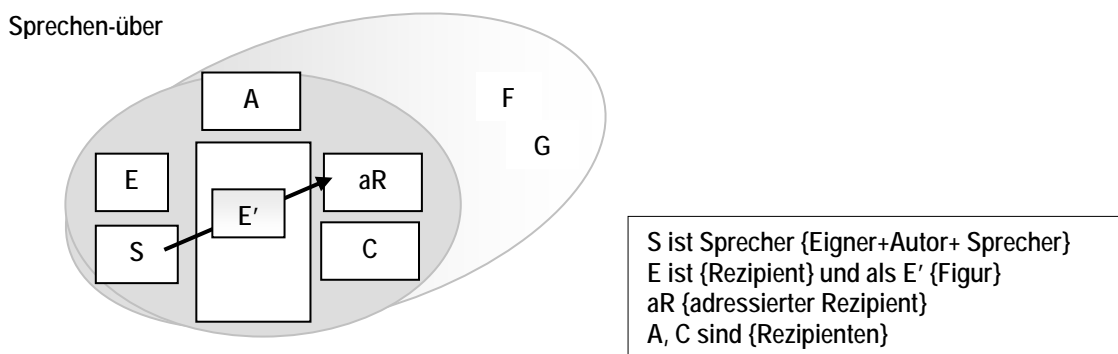 Sprechen-über
A
F
G
E
aR
E'
S
C
S ist Sprecher {Eigner+Autor+ Sprecher}
E ist {Rezipient} und als E' {Figur}
aR {adressierter Rezipient}
A, C sind {Rezipienten}